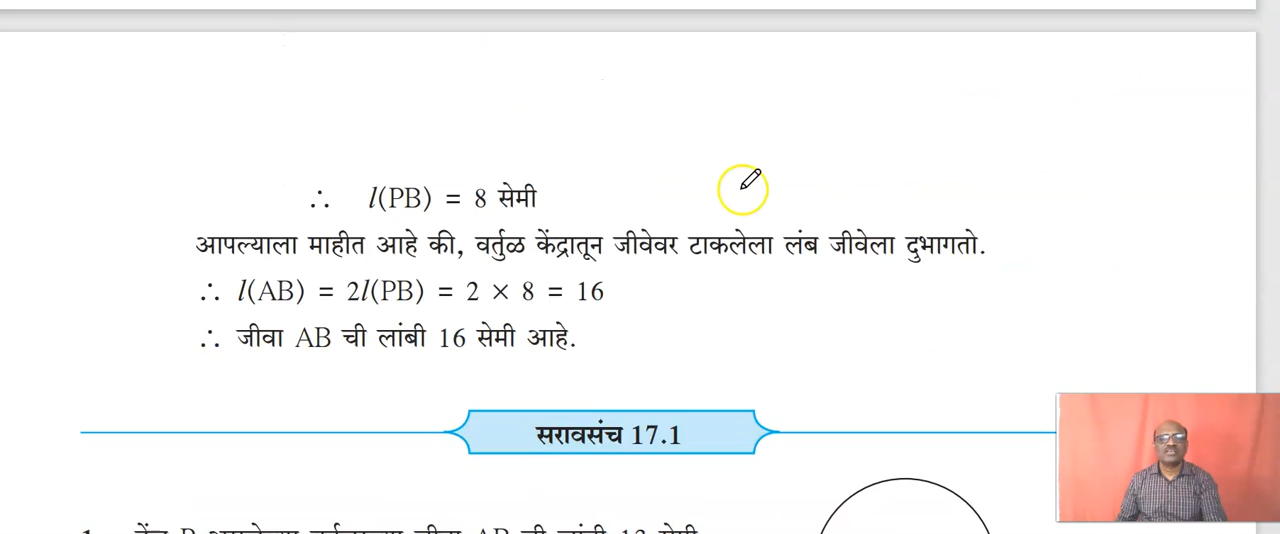 ∴ l(PB) = 8 सेमी
आपल्याला माहीत आहे की, वर्तुळ केंद्रातून जीवेवर टाकलेला लंब जीवेला दुभागतो.
∴ l(AB) = 2l(PB) = 2 × 8 = 16
∴ जीवा AB ची लांबी 16 सेमी आहे.
सरावसंच 17.1